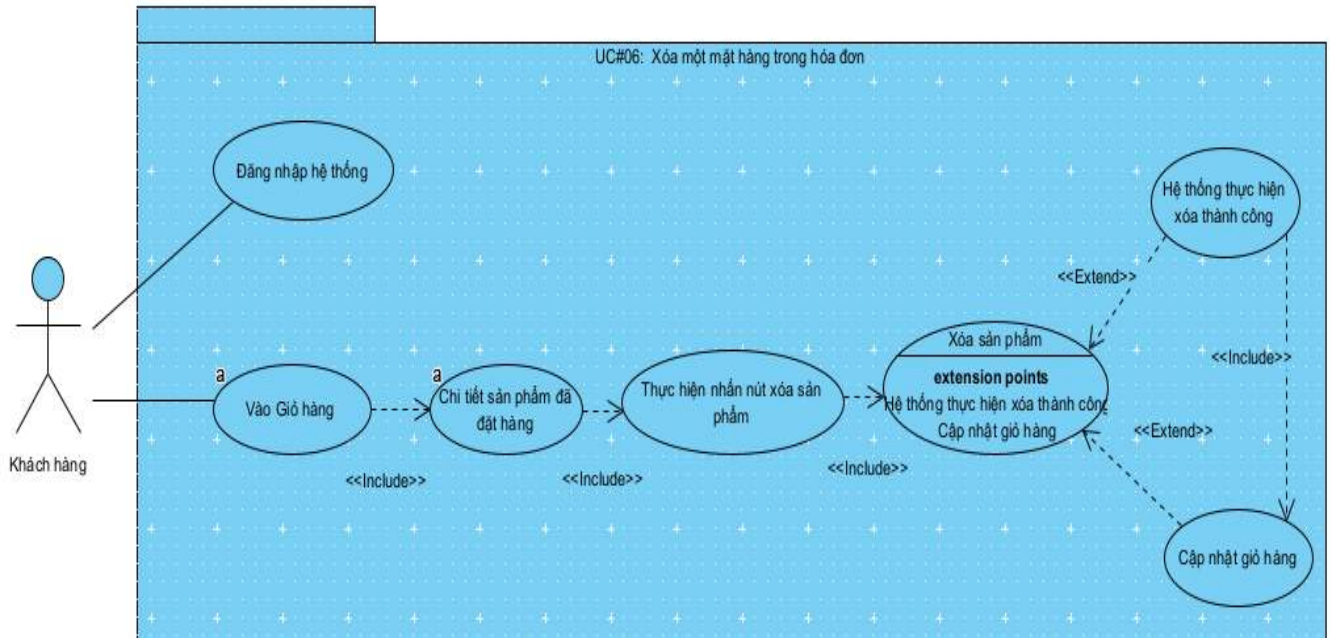 UC#06: Xóa một mặt hàng trong hóa đơn
Đăng nhập hệ thống
Hệ thống thực hiện
xóa thành công
<<Extend>>
Xóa sản phẩm
<<Include>>
a
a
extension points
Vào Giỏ hàng
Chi tiết sản phẩm đã
đặt hàng
Thực hiện nhấn nút xóa sản
phẩm
Hệ thống thực hiện xóa thành công
Cập nhật giỏ hàng
<<Extend>>
Khách hàng
<<Include>>
<<Include>>
<<Include>>
Cập nhật giỏ hàng